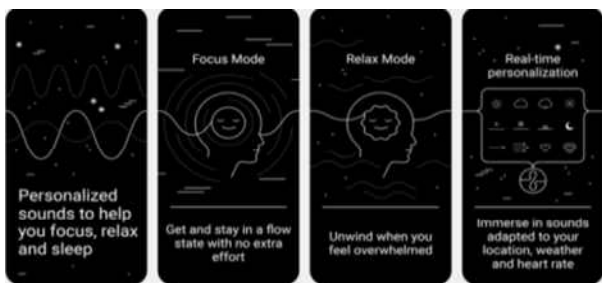 Personalized
sounds to help
you focus, relax
and sleep
Focus Mode
Get and stay in a flow
state with no extra
effort
Relax Mode
Unwind when you
feel overwhelmed
Real-time
personalization
Immerse in sounds
adapted to your
location, weather
and heart rate